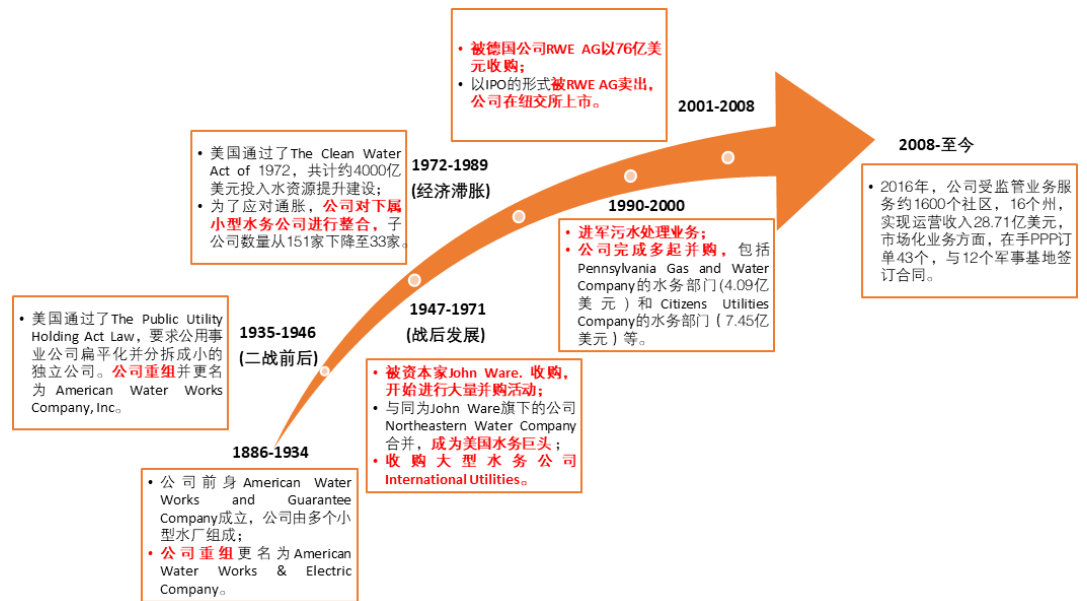 1886-1934
• 公司前身American Water
Works and Guarantee
Company成立，公司由多个小
型水厂组成；
• 公司重组更名为American
Water Works & Electric
Company。
1935-1946
(二战前后)
• 美国通过了The Public Utility
Holding Act Law，要求公用事
业公司扁平化并分拆成小的
独立公司。公司重组并更名
为American Water Works
Company, Inc。
1947-1971
(战后发展)
• 被资本家John Ware. 收购，
开始进行大量并购活动；
• 与同为John Ware旗下的公司
Northeastern Water Company
合并，成为美国水务巨头；
• 收购大型水务公司
International Utilities。
1972-1989
(经济滞胀)
• 美国通过了The Clean Water
Act of 1972，共计约4000亿
美元投入水资源提升建设；
• 为了应对通胀，公司对下属
小型水务公司进行整合，子
公司数量从151家下降至33家。
1990-2000
• 进军污水处理业务；
• 公司完成多起并购，包括
Pennsylvania Gas and Water
Company的水务部门(4.09亿
美元)和Citizens Utilities
Company的水务部门（7.45亿
美元）等。
2001-2008
• 被德国公司RWE AG以76亿美
元收购；
• 以IPO的形式被RWE AG卖出，
公司在纽交所上市。
2008-至今
• 2016年，公司受监管业务服
务约1600个社区，16个州，
实现运营收入28.71亿美元，
市场化业务方面，在手PPP订
单43个，与12个军事基地签
订合同。